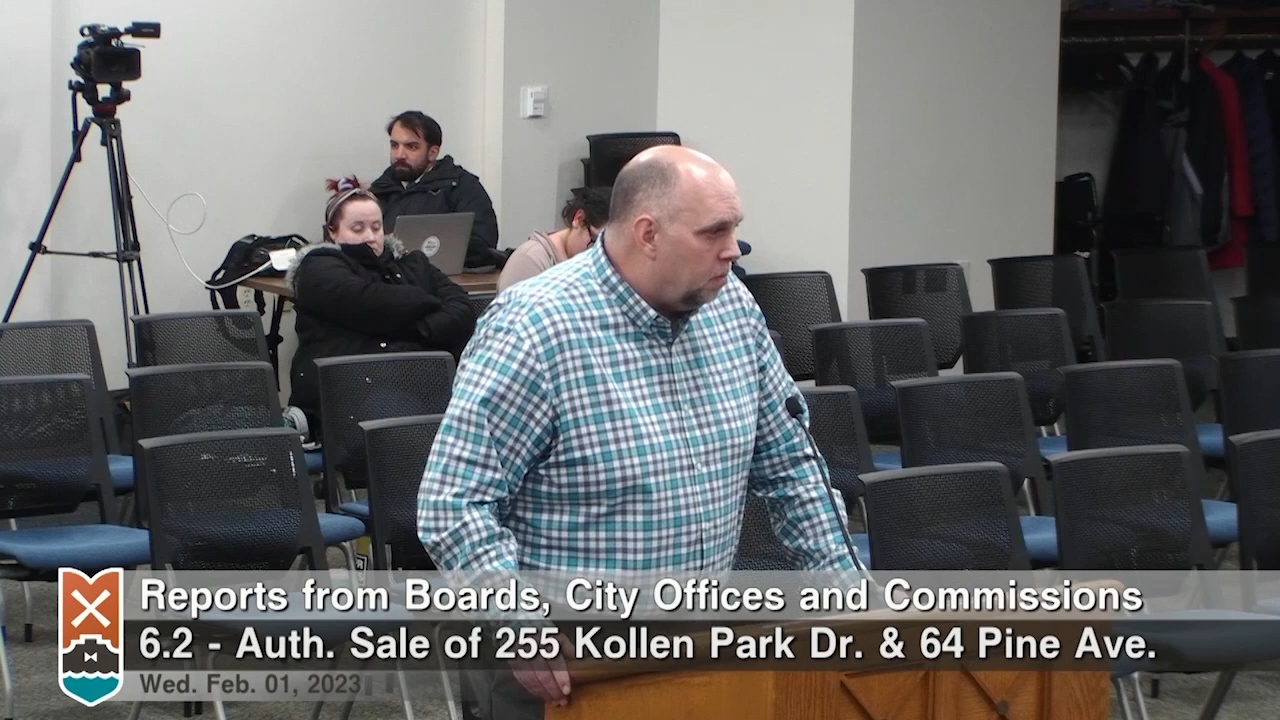 Reports from Boards, City Offices and Commissions
6.2 - Auth. Sale of 255 Kollen Park Dr. & 64 Pine Ave.
Wed. Feb. 01, 2023